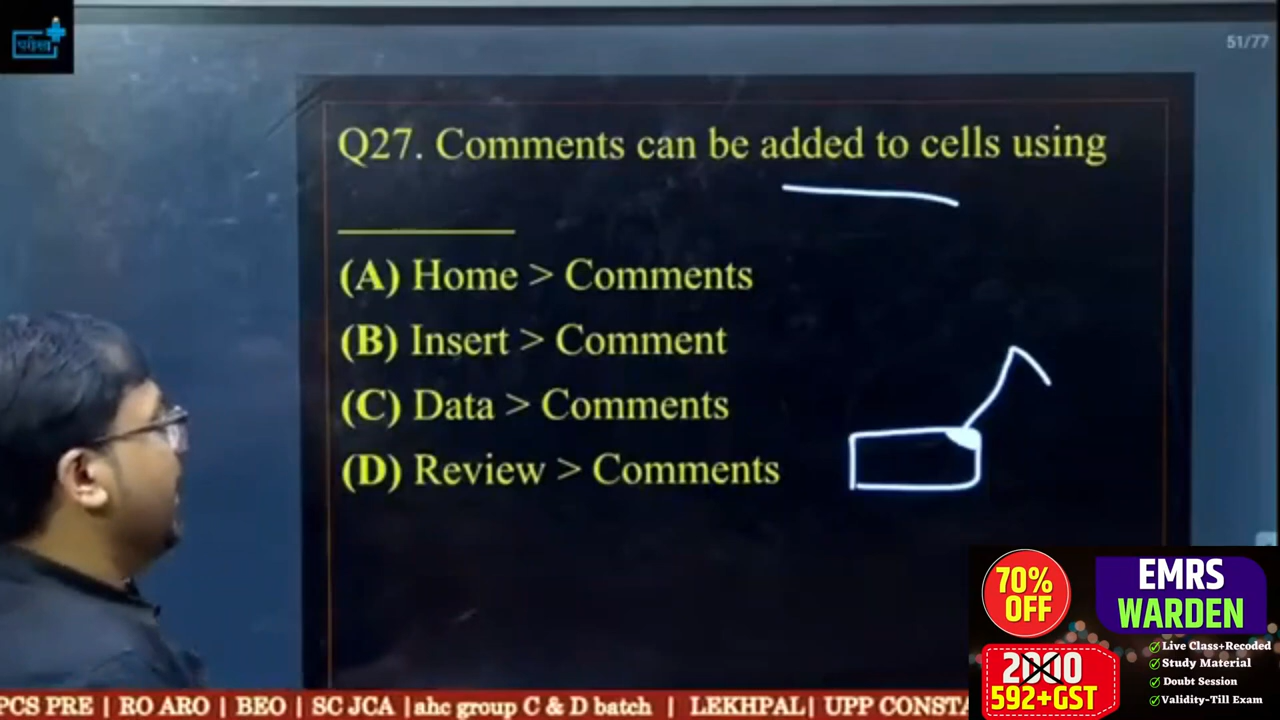 परीक्षा
51/77
Q27. Comments can be added to cells using
(A) Home > Comments
(B) Insert > Comment
(C) Data > Comments
(D) Review > Comments
70%
OFF
EMRS
WARDEN
2000
592+GST
Live Class+Recoded
Study Material
Doubt Session
Validity-Till Exam
PCS PRE | RO ARO | BEO | SC JCA |ahc group C & D batch | LEKHPAL| UPP CONSTA